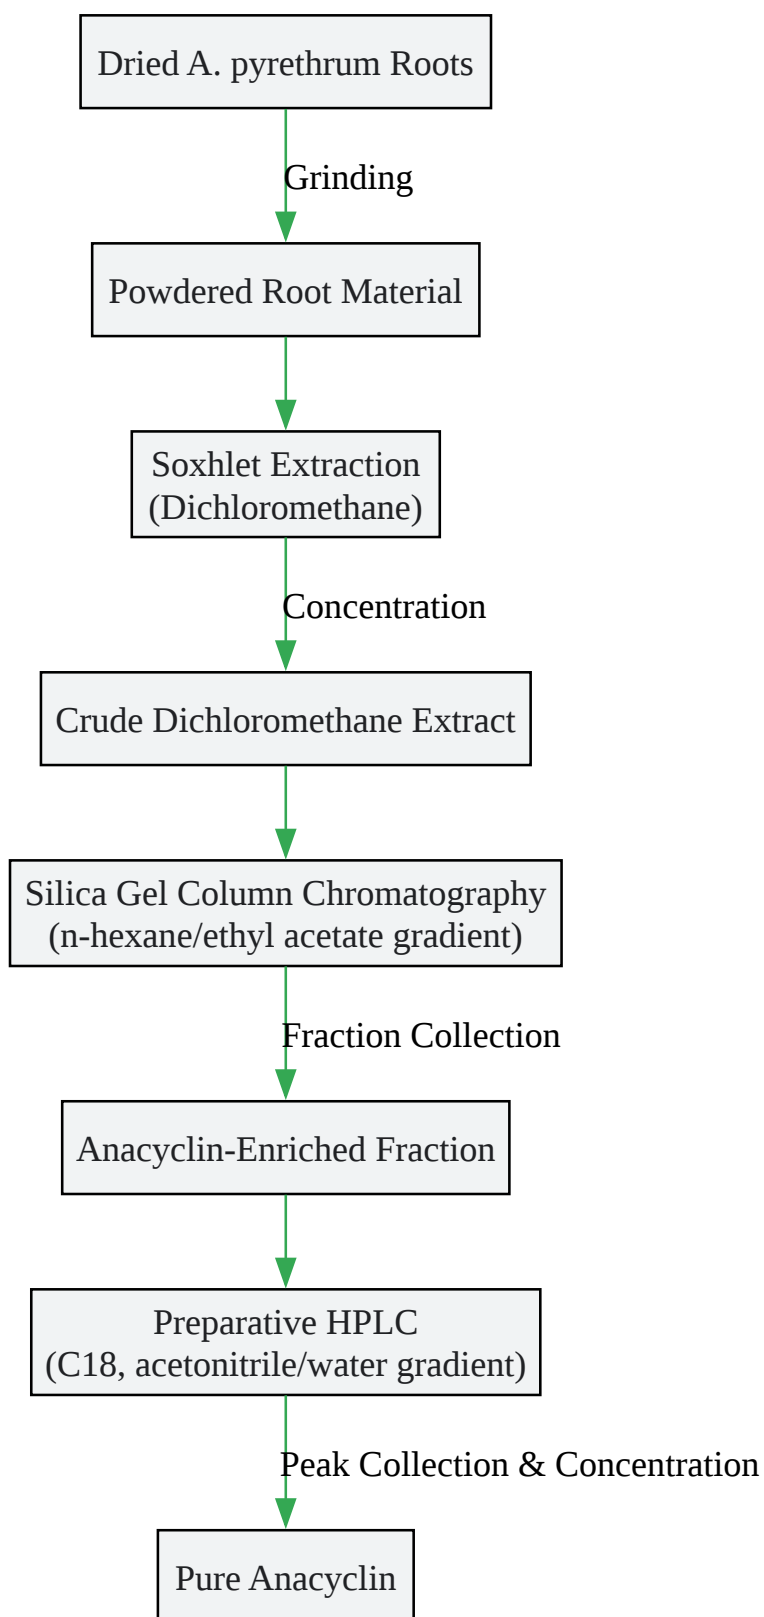 Dried A. pyrethrum Roots
Grinding
Powdered Root Material
Soxhlet Extraction
(Dichloromethane)
Concentration
Crude Dichloromethane Extract
Silica Gel Column Chromatography
(n-hexane/ethyl acetate gradient)
Fraction Collection
Anacyclin-Enriched Fraction
Preparative HPLC
(C18, acetonitrile/water gradient)
Peak Collection & Concentration
Pure Anacyclin